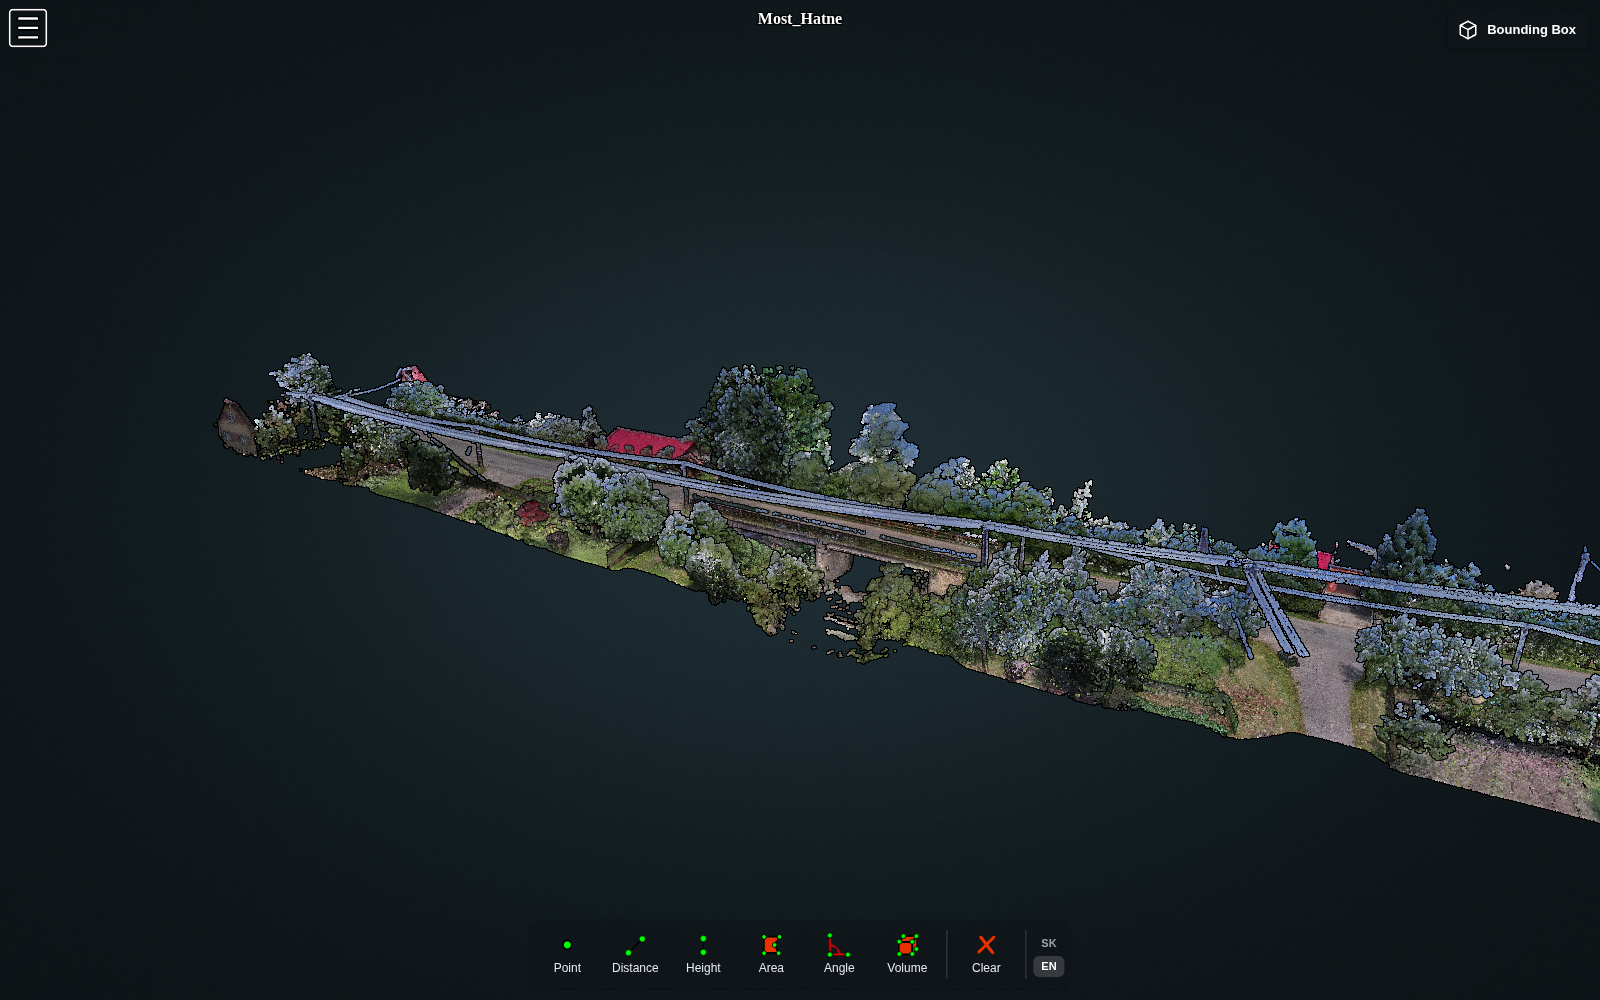 Most_Hatne
Bounding Box
Point
Distance
Height
Area
Angle
Volume
Clear
SK
EN